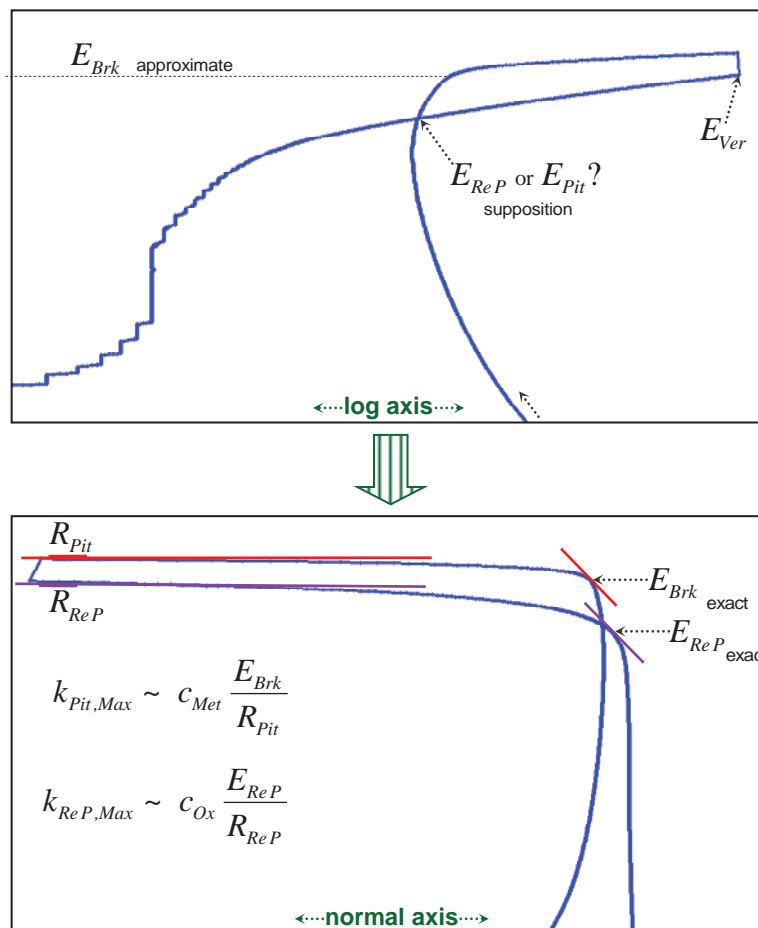 E_Brk approximate
E_Ver
E_ReP or E_Pit?
supposition
◄····log axis····►
R_Pit
R_ReP
E_Brk exact
E_ReP exact
k_Pit,Max ~ c_Met E_Brk / R_Pit
k_ReP,Max ~ c_Ox E_ReP / R_ReP
◄····normal axis····►